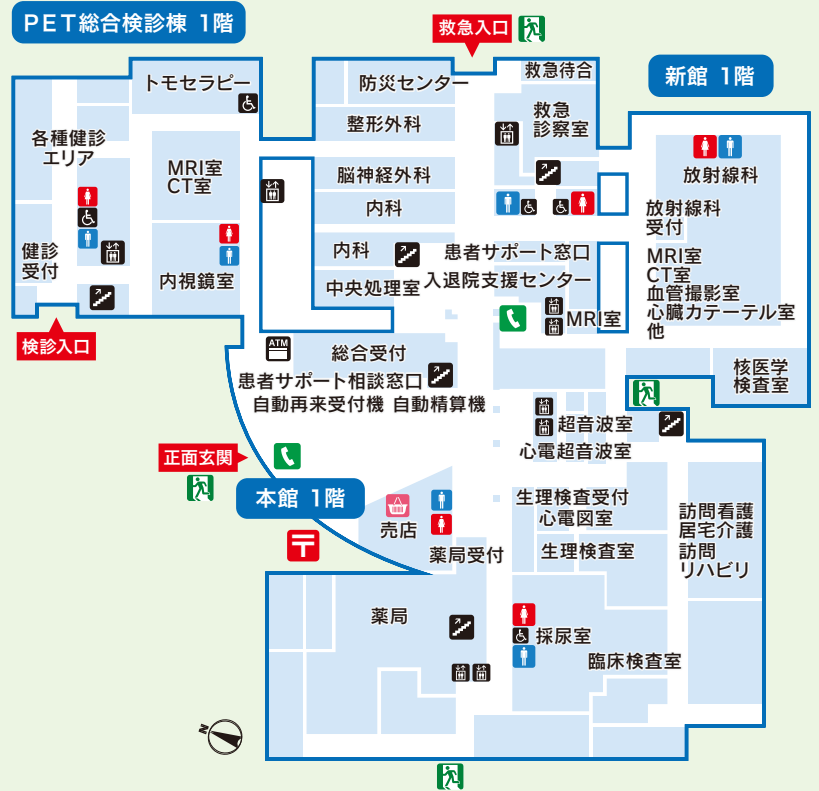 PET総合検診棟 1階
救急入口
新館 1階
トモセラピー
防災センター
救急待合
整形外科
救急
診察室
各種健診
エリア
MRI室
CT室
脳神経外科
内科
放射線科
放射線科
受付
健診
受付
内視鏡室
内科
中央処理室
患者サポート窓口
入退院支援センター
MRI室
MRI室
CT室
血管撮影室
心臓カテーテル室
他
検診入口
ATM
総合受付
患者サポート相談窓口
自動再来受付機 自動精算機
核医学
検査室
超音波室
心電超音波室
正面玄関
本館 1階
売店
薬局受付
生理検査受付
心電図室
生理検査室
訪問看護
居宅介護
訪問
リハビリ
薬局
採尿室
臨床検査室
N